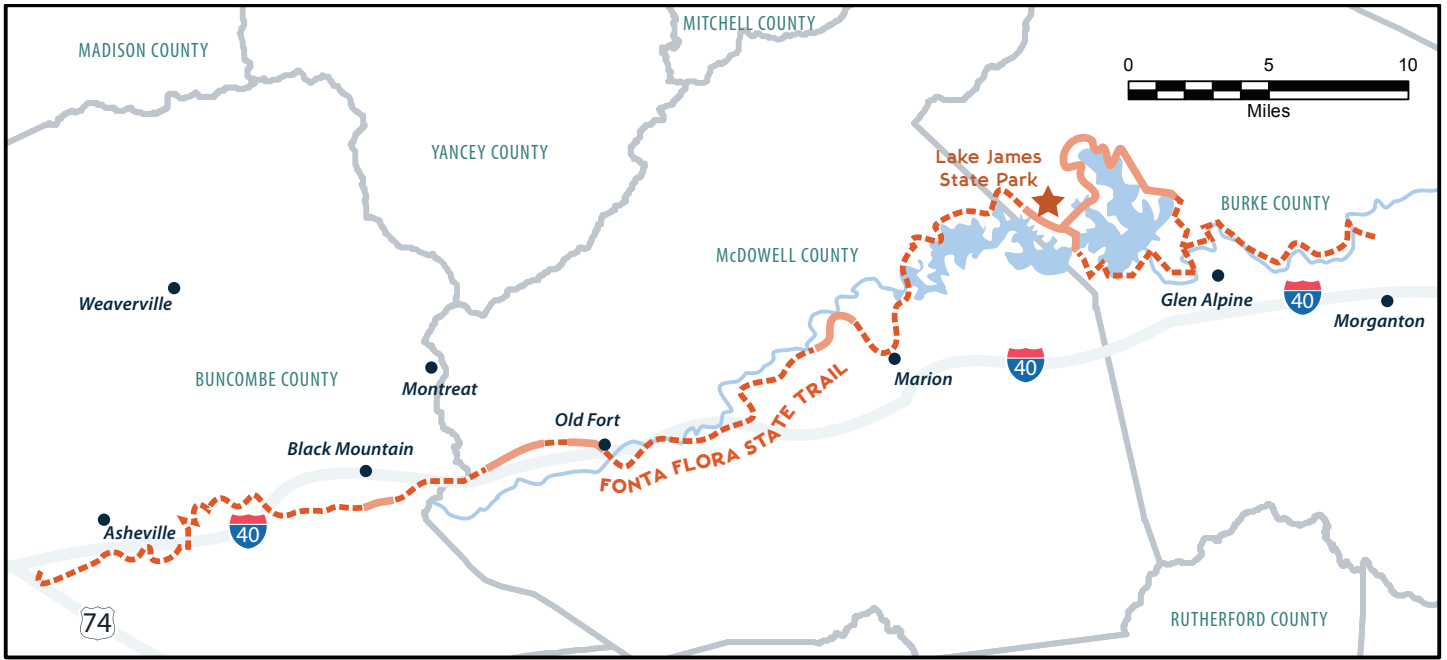 MITCHELL COUNTY
MADISON COUNTY
0 5 10
Miles
YANCEY COUNTY
Lake James
State Park
BURKE COUNTY
McDOWELL COUNTY
Weaverville
Glen Alpine
40
Morganton
BUNCOMBE COUNTY
Montreat
40
Marion
Old Fort
FONTA FLORA STATE TRAIL
Black Mountain
Asheville
40
74
RUTHERFORD COUNTY